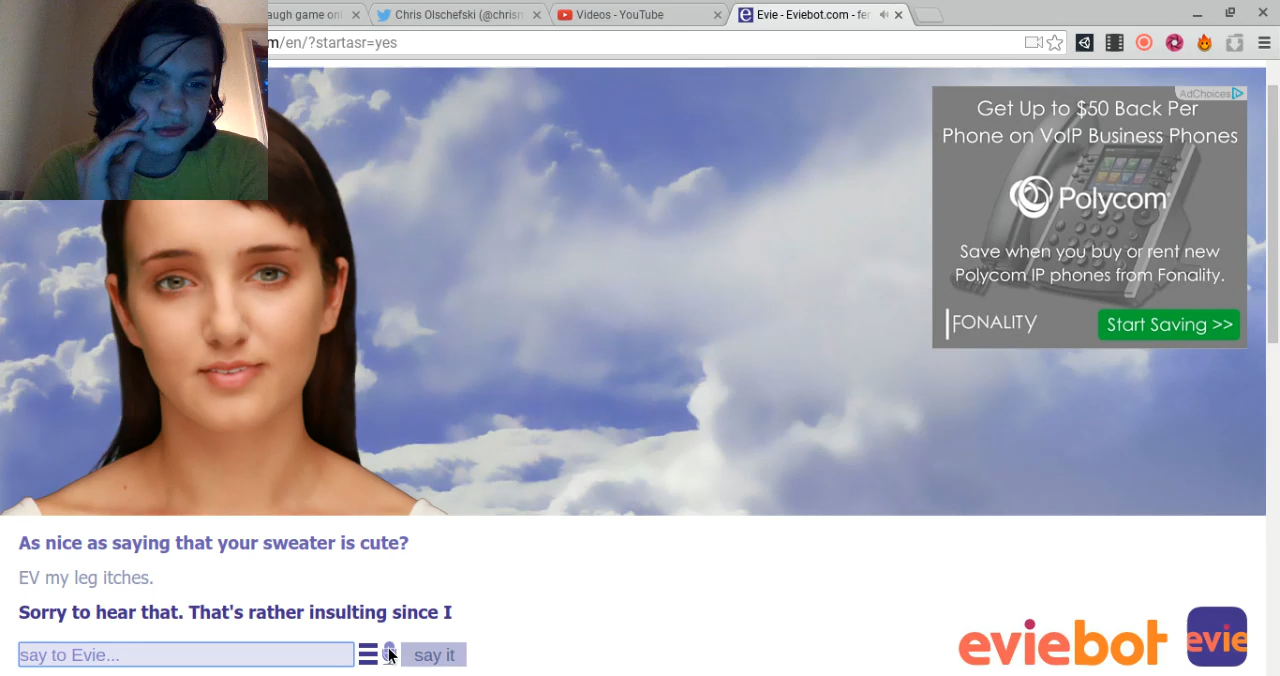 augh game onl
Chris Olschefski (@chrisn
Videos - YouTube
Evie - Eviebot.com - fer
m/en/?startasr=yes
AdChoices
Get Up to $50 Back Per
Phone on VoIP Business Phones
Polycom
Save when you buy or rent new
Polycom IP phones from Fonality.
FONALITY
Start Saving >>
As nice as saying that your sweater is cute?
EV my leg itches.
Sorry to hear that. That's rather insulting since I
say to Evie...
say it
eviebot
evie